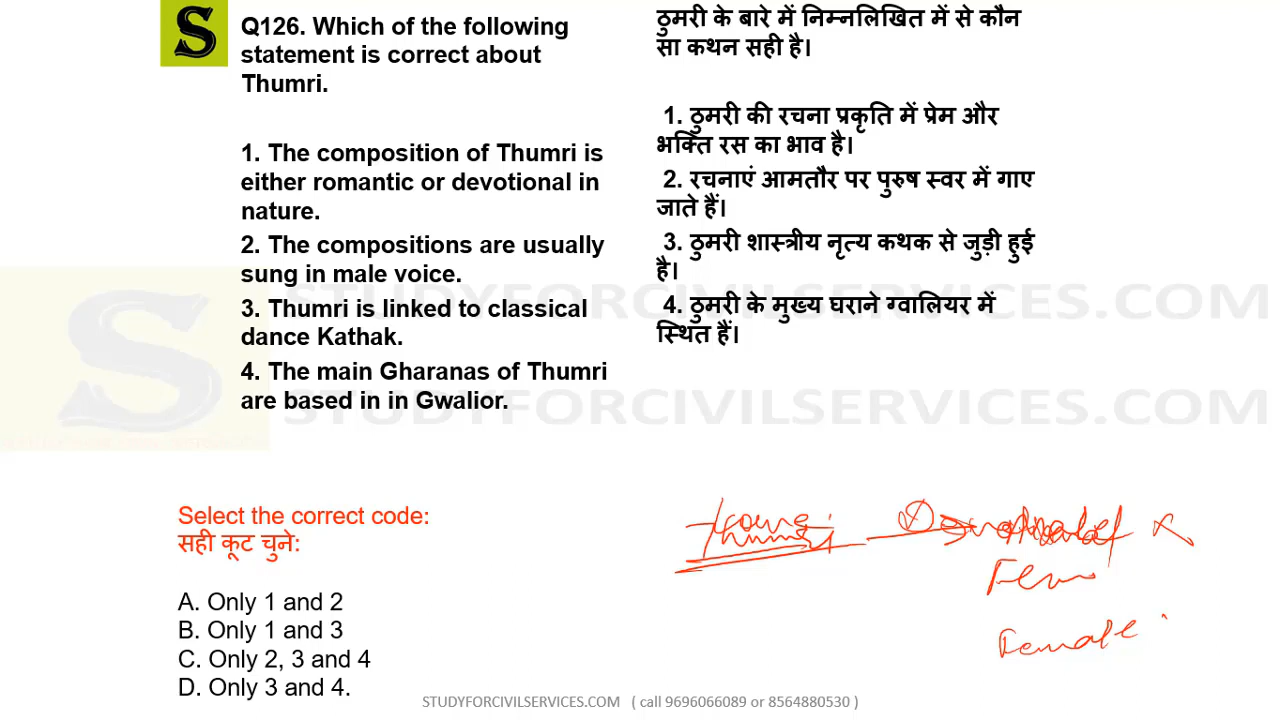 S
Q126. Which of the following
statement is correct about
Thumri.
1. The composition of Thumri is
either romantic or devotional in
nature.
2. The compositions are usually
sung in male voice.
3. Thumri is linked to classical
dance Kathak.
4. The main Gharanas of Thumri
are based in in Gwalior.
ठुमरी के बारे में निम्नलिखित में से कौन
सा कथन सही है।
1. ठुमरी की रचना प्रकृति में प्रेम और
भक्ति रस का भाव है।
2. रचनाएं आमतौर पर पुरुष स्वर में गाए
जाते हैं।
3. ठुमरी शास्त्रीय नृत्य कथक से जुड़ी हुई
है।
4. ठुमरी के मुख्य घराने ग्वालियर में
स्थित हैं।
STUDYFORCIVILSERVICES.COM
STUDYFORCIVILSERVICES.COM
Select the correct code:
सही कूट चुने:
A. Only 1 and 2
B. Only 1 and 3
C. Only 2, 3 and 4
D. Only 3 and 4.
Thumri
Fem
Female
STUDYFORCIVILSERVICES.COM ( call 9696066089 or 8564880530 )